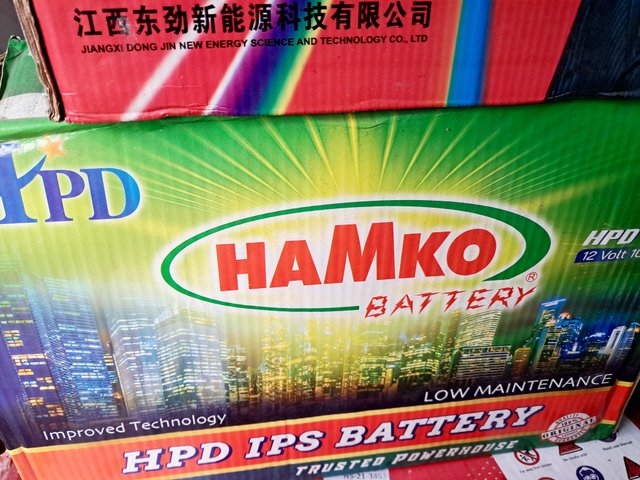 江西东劲新能源科技有限公司
JIANGXI DONG JIN NEW ENERGY SCIENCE AND TECHNOLOGY CO., LTD
HPD
HAMKO
®
BATTERY
HPD
12 Volt
LOW MAINTENANCE
Improved Technology
HPD IPS BATTERY
TRUSTED POWERHOUSE
ORIGINAL